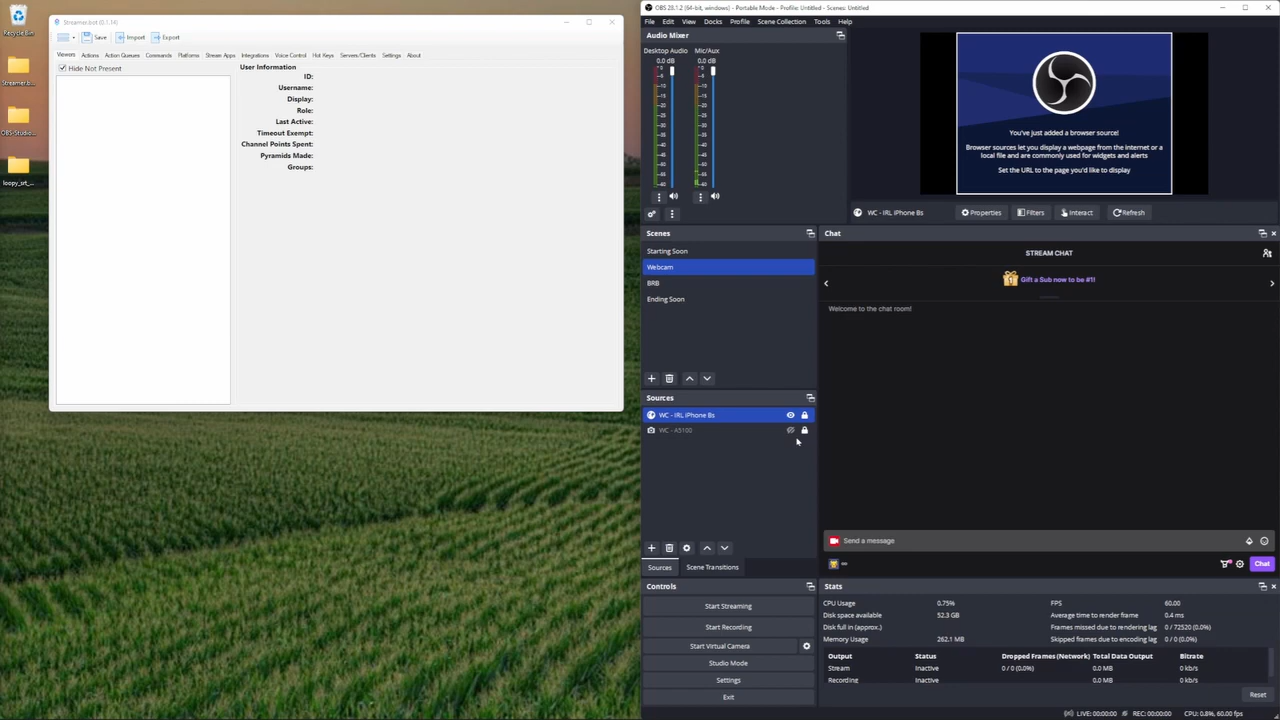 Recycle Bin
Streamer.b...
OBS-Studio...
loopy_srt_...
Streamer.bot (0.1.14)
Save
Import
Export
Viewers Actions Action Queues Commands Platforms Stream Apps Integrations Voice Control Hot Keys Servers/Clients Settings About
Hide Not Present
User Information
ID:
Username:
Display:
Role:
Last Active:
Timeout Exempt:
Channel Points Spent:
Pyramids Made:
Groups:
OBS 28.1.2 (64-bit, windows) - Portable Mode - Profile: Untitled - Scenes: Untitled
File Edit View Docks Profile Scene Collection Tools Help
Audio Mixer
Desktop Audio Mic/Aux
0.0 dB 0.0 dB
You've just added a browser source!
Browser sources let you display a webpage from the internet or a
local file and are commonly used for widgets and alerts
Set the URL to the page you'd like to display
WC - IRL iPhone Bs Properties Filters Interact Refresh
Scenes
Starting Soon
Webcam
BRB
Ending Soon
Chat
STREAM CHAT
Gift a Sub now to be #1!
Welcome to the chat room!
Sources
WC - IRL iPhone Bs
WC - A5100
Sources Scene Transitions
Send a message
Chat
Controls
Start Streaming
Start Recording
Start Virtual Camera
Studio Mode
Settings
Exit
Stats
CPU Usage 0.75% FPS 60.00
Disk space available 52.3 GB Average time to render frame 0.4 ms
Disk full in (approx.) Frames missed due to rendering lag 0 / 72520 (0.0%)
Memory Usage 262.1 MB Skipped frames due to encoding lag 0 / 0 (0.0%)
Output Status Dropped Frames (Network) Total Data Output Bitrate
Stream Inactive 0 / 0 (0.0%) 0.0 MB 0 kb/s
Recording Inactive 0.0 MB 0 kb/s
Reset
LIVE: 00:00:00 REC: 00:00:00 CPU: 0.8%, 60.00 fps